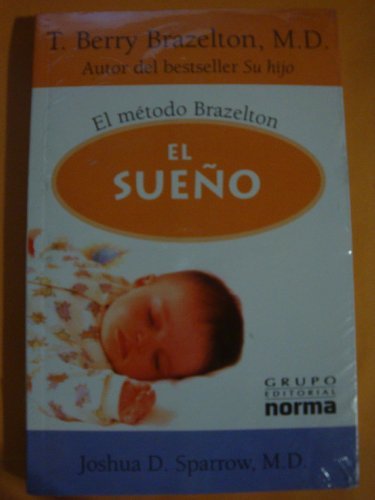 T. Berry Brazelton, M.D.
Autor del bestseller Su hijo
El método Brazelton
EL
SUEÑO
GRUPO
EDITORIAL
norma
Joshua D. Sparrow, M.D.